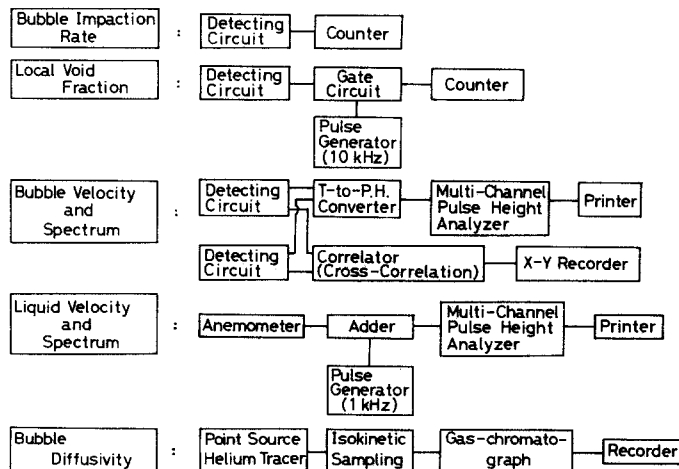 Bubble Impaction
Rate
:
Detecting
Circuit
Counter
Local Void
Fraction
:
Detecting
Circuit
Gate
Circuit
Counter
Pulse
Generator
(10 kHz)
Bubble Velocity
and
Spectrum
:
Detecting
Circuit
T-to-P.H.
Converter
Multi-Channel
Pulse Height
Analyzer
Printer
Detecting
Circuit
Correlator
(Cross-Correlation)
X-Y Recorder
Liquid Velocity
and
Spectrum
:
Anemometer
Adder
Multi-Channel
Pulse Height
Analyzer
Printer
Pulse
Generator
(1 kHz)
Bubble
Diffusivity
:
Point Source
Helium Tracer
Isokinetic
Sampling
Gas-chromato-
graph
Recorder